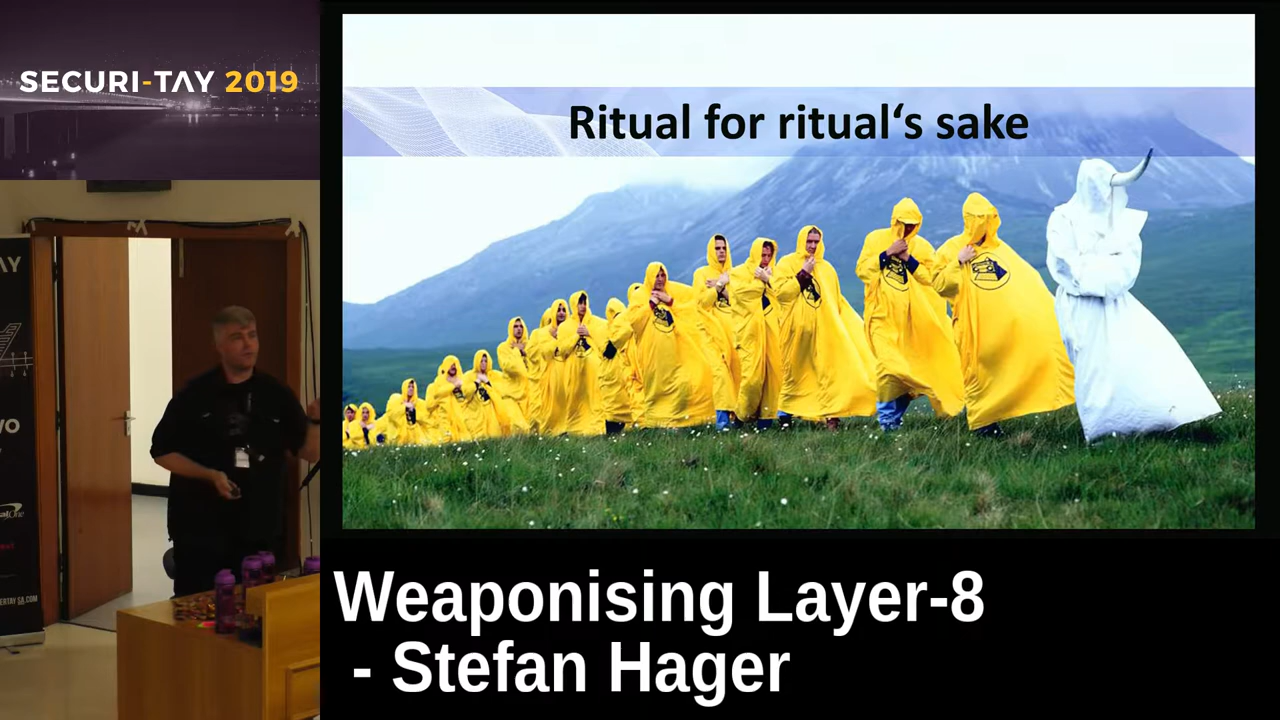 SECURI-TAY 2019
Ritual for ritual‘s sake
Weaponising Layer-8
- Stefan Hager